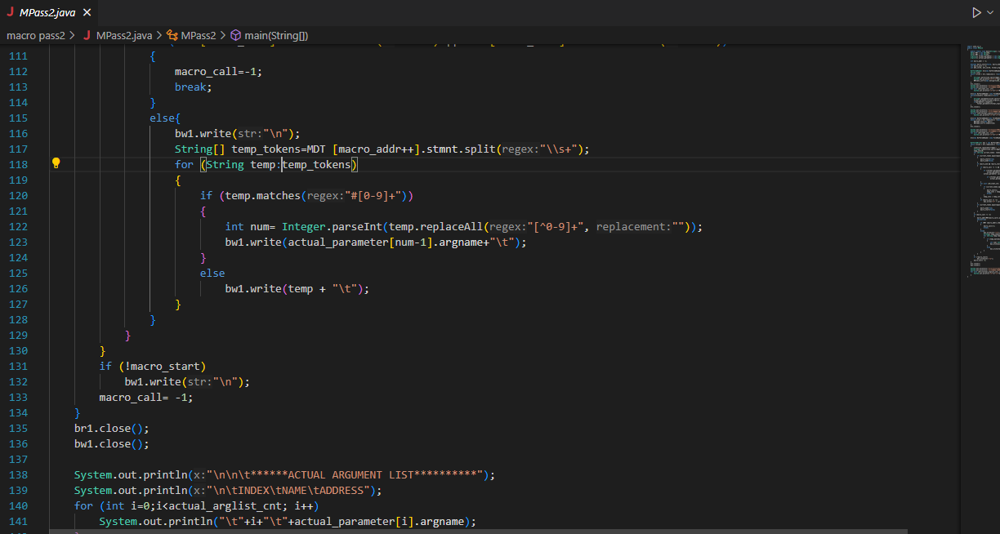 MPass2.java
macro pass2 > MPass2.java > MPass2 > main(String[])
111 {
112 macro_call=-1;
113 break;
114 }
115 else{
116 bw1.write(str:"\n");
117 String[] temp_tokens=MDT [macro_addr++].stmnt.split(regex:"\\s+");
118 for (String temp:temp_tokens)
119 {
120 if (temp.matches(regex:"#[0-9]+"))
121 {
122 int num= Integer.parseInt(temp.replaceAll(regex:"[^0-9]+", replacement:""));
123 bw1.write(actual_parameter[num-1].argname+"\t");
124 }
125 else
126 bw1.write(temp + "\t");
127 }
128 }
129 }
130 }
131 if (!macro_start)
132 bw1.write(str:"\n");
133 macro_call= -1;
134 }
135 br1.close();
136 bw1.close();
137
138 System.out.println(x:"\n\n\t******ACTUAL ARGUMENT LIST**********");
139 System.out.println(x:"\n\tINDEX\tNAME\tADDRESS");
140 for (int i=0;i<actual_arglist_cnt; i++)
141 System.out.println("\t"+i+"\t"+actual_parameter[i].argname);